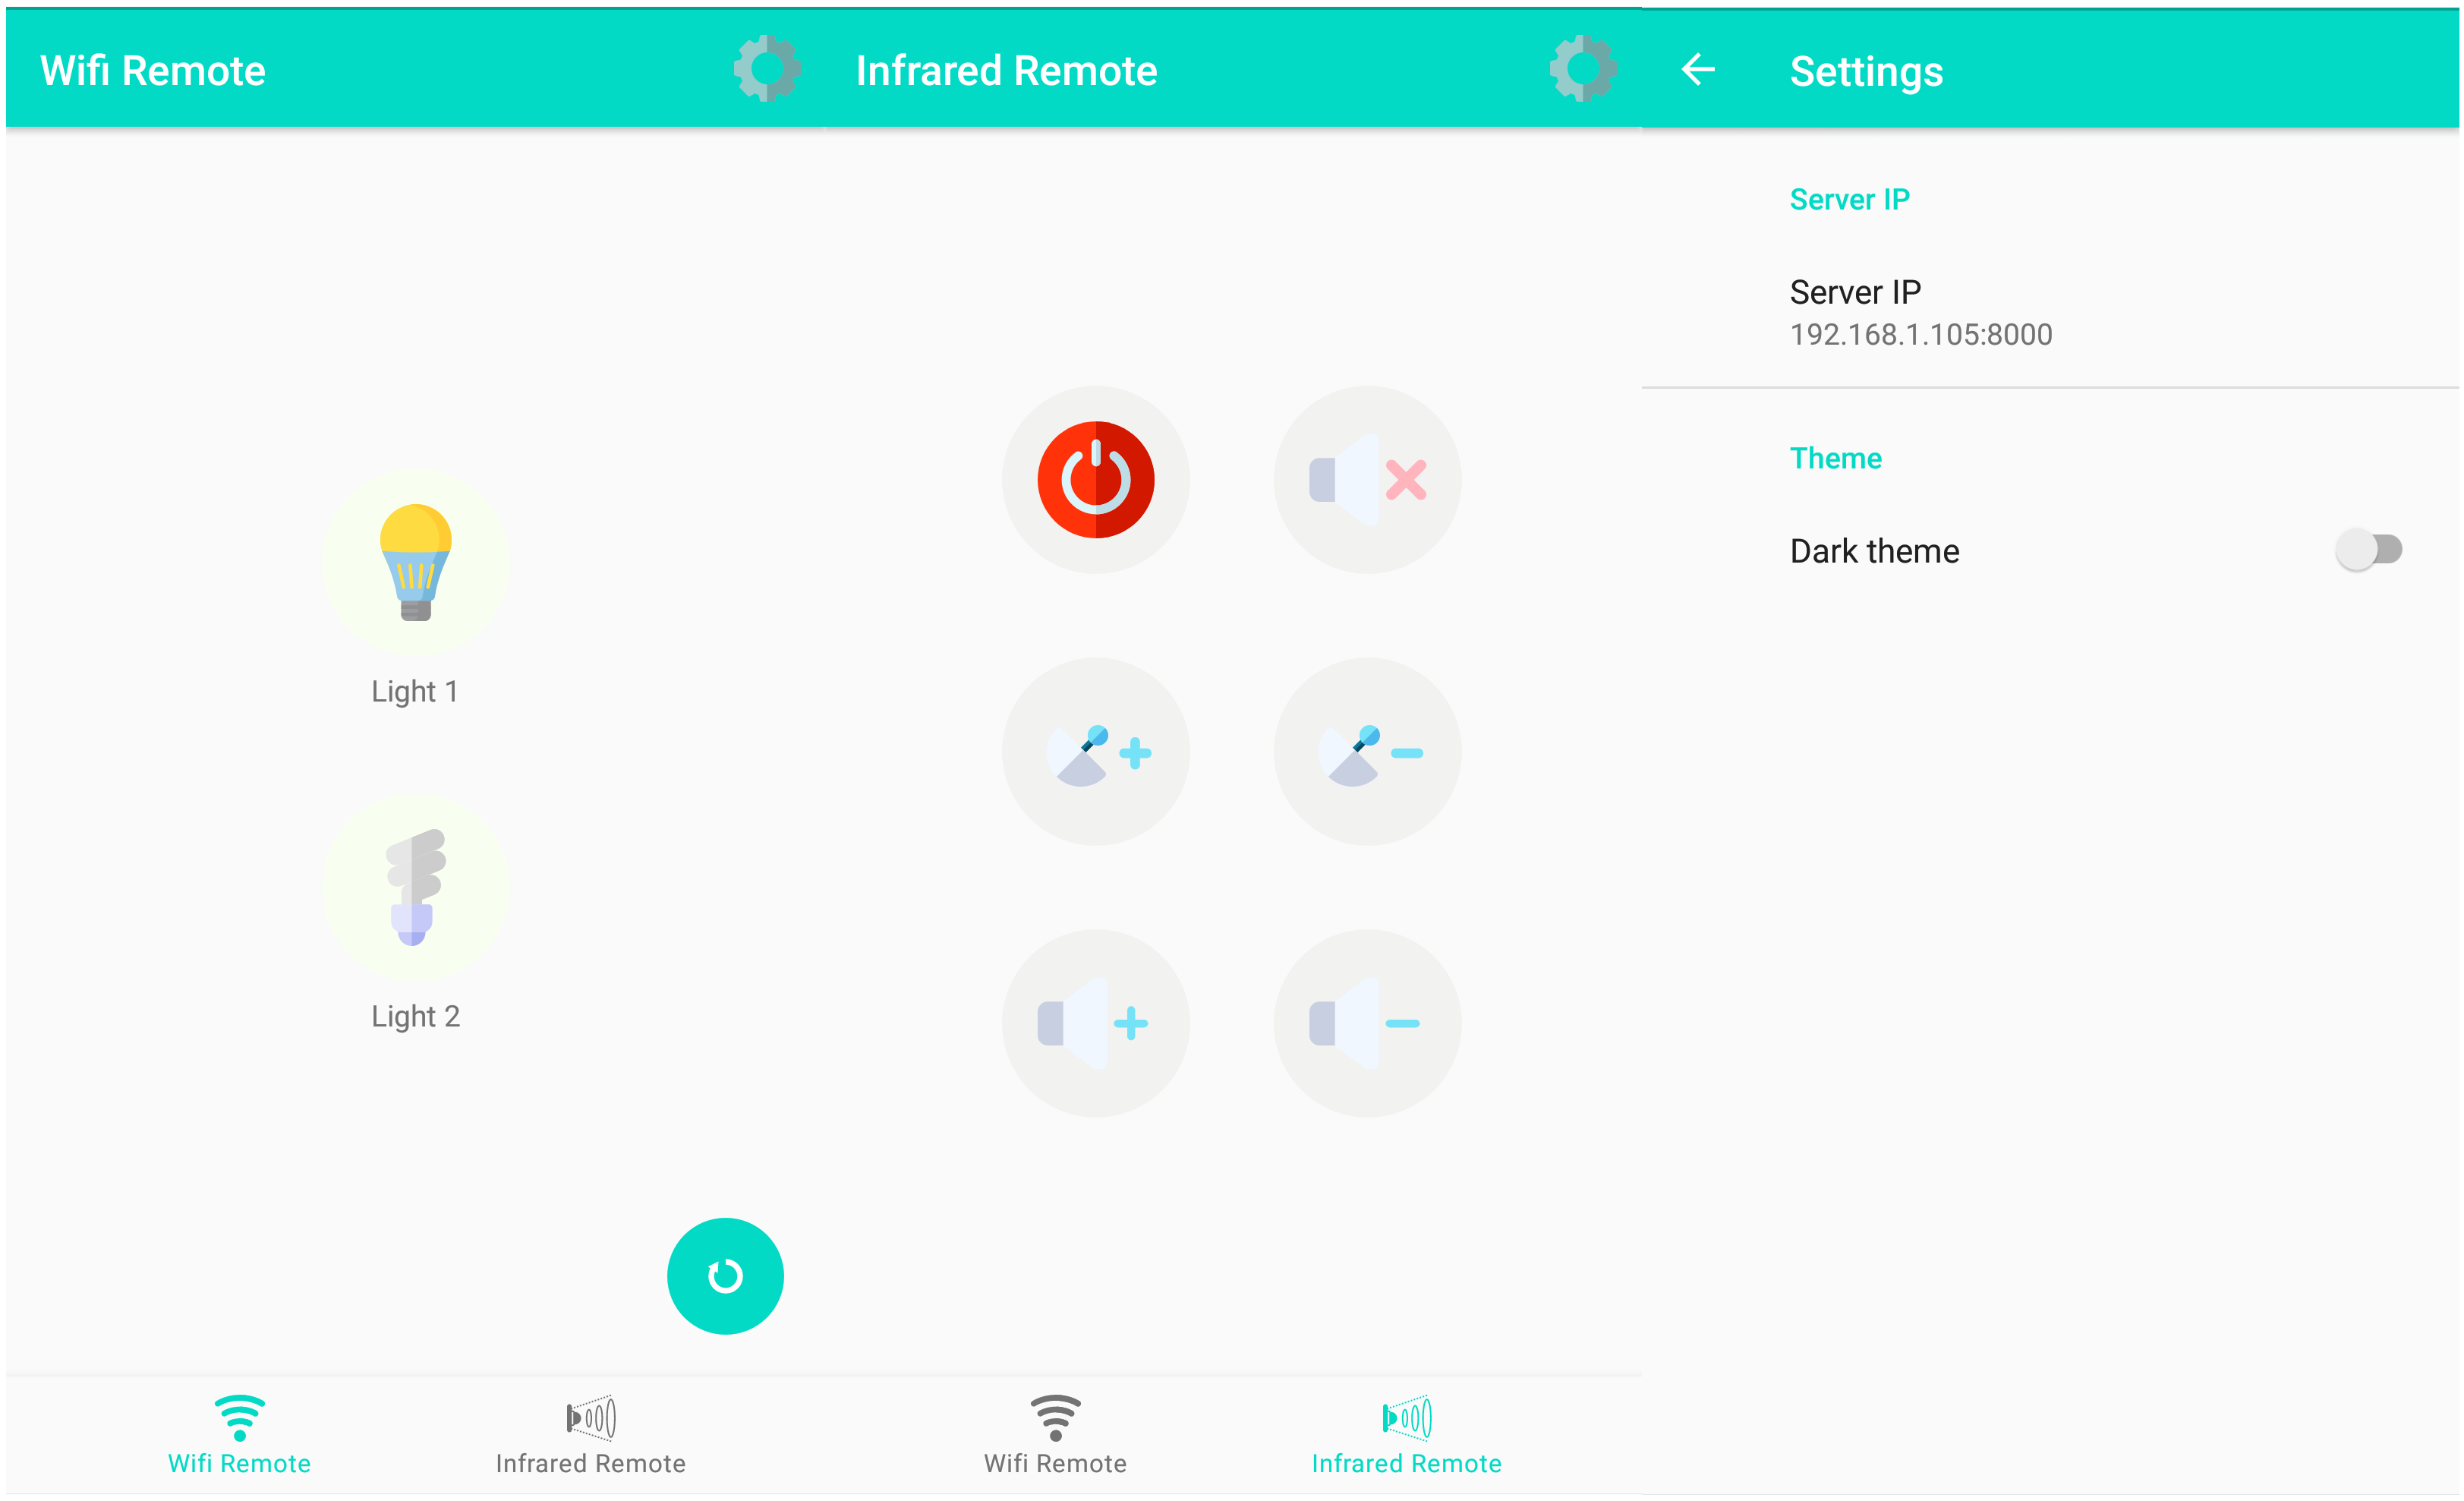 Wifi Remote
Light 1
Light 2
Wifi Remote
Infrared Remote
Infrared Remote
Wifi Remote
Infrared Remote
Settings
Server IP
Server IP
192.168.1.105:8000
Theme
Dark theme